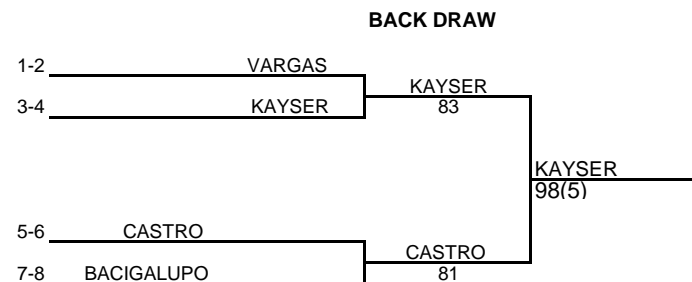 BACK DRAW
1-2 VARGAS
KAYSER
3-4 KAYSER
83
KAYSER
98(5)
5-6 CASTRO
CASTRO
7-8 BACIGALUPO
81